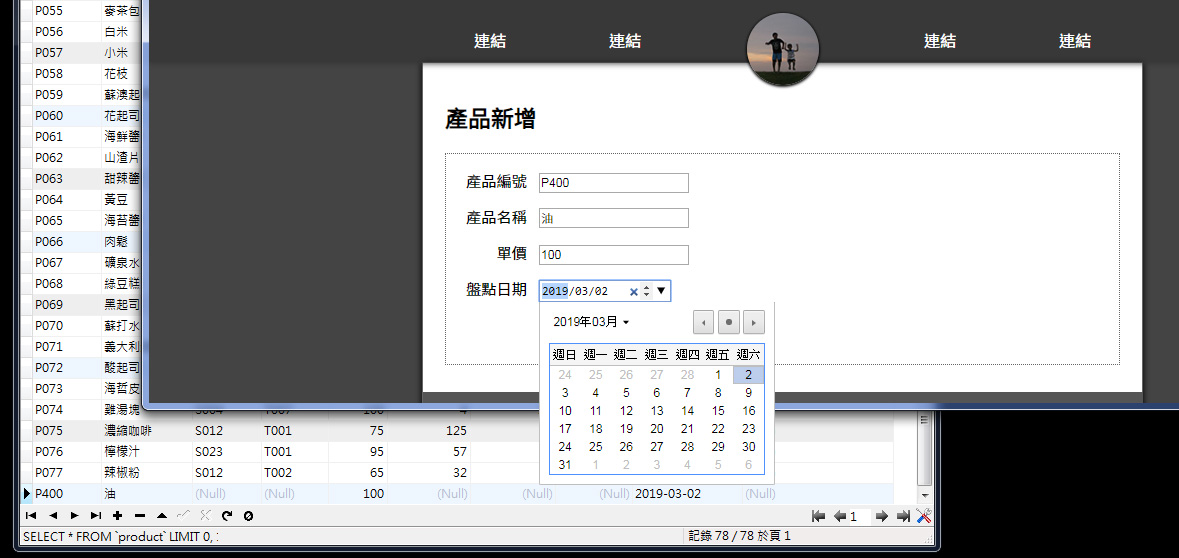 連結 連結 連結 連結
產品新增
產品編號 P400
產品名稱 油
單價 100
盤點日期 2019/03/02
2019年03月
週日 週一 週二 週三 週四 週五 週六
24 25 26 27 28 1 2
3 4 5 6 7 8 9
10 11 12 13 14 15 16
17 18 19 20 21 22 23
24 25 26 27 28 29 30
31 1 2 3 4 5 6
P055 麥茶包
P056 白米
P057 小米
P058 花枝
P059 蘇澳起
P060 花起司
P061 海鮮醬
P062 山渣片
P063 甜辣醬
P064 黃豆
P065 海苔醬
P066 肉鬆
P067 礦泉水
P068 綠豆糕
P069 黑起司
P070 蘇打水
P071 義大利
P072 酸起司
P073 海哲皮
P074 雞湯塊
P075 濃縮咖啡 S012 T001 75 125
P076 檸檬汁 S023 T001 95 57
P077 辣椒粉 S012 T002 65 32
P400 油 (Null) (Null) 100 (Null) (Null) (Null) 2019-03-02 (Null)
1
SELECT * FROM `product` LIMIT 0, 記錄 78 / 78 於頁 1